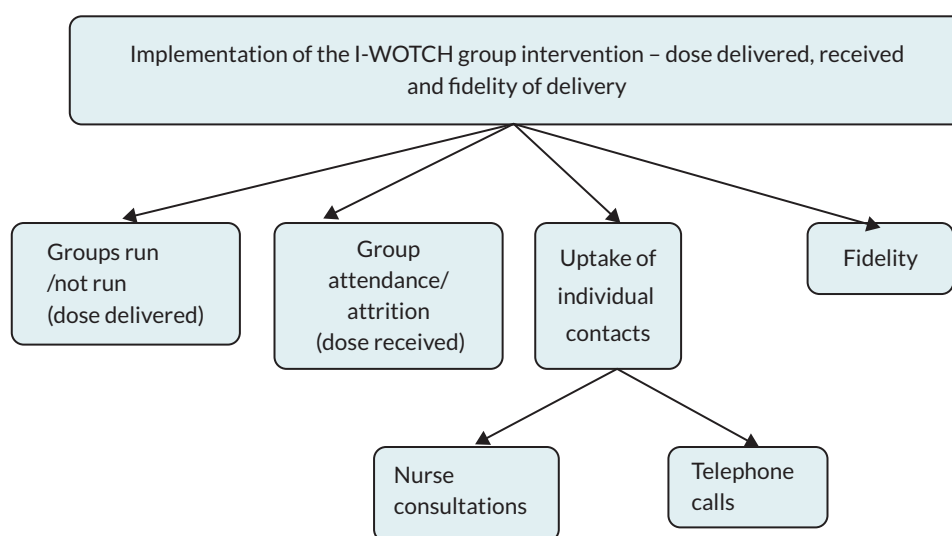 Implementation of the I-WOTCH group intervention – dose delivered, received
and fidelity of delivery
Groups run
/not run
(dose delivered)
Group
attendance/
attrition
(dose received)
Uptake of
individual
contacts
Fidelity
Nurse
consultations
Telephone
calls